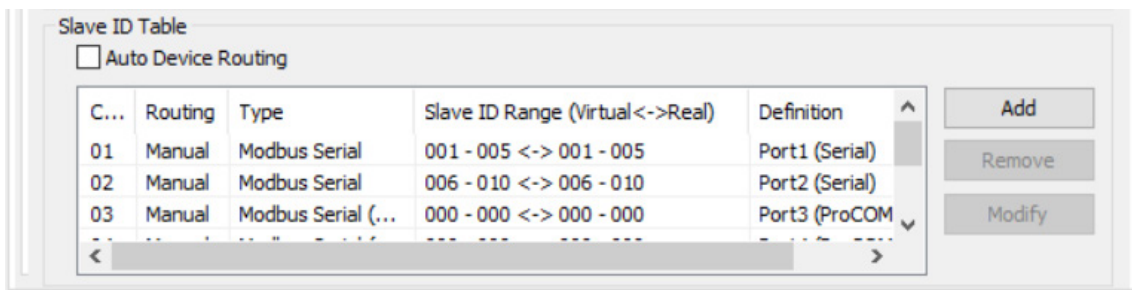 Slave ID Table
Auto Device Routing
C... Routing Type Slave ID Range (Virtual<->Real) Definition
01 Manual Modbus Serial 001 - 005 <-> 001 - 005 Port1 (Serial)
02 Manual Modbus Serial 006 - 010 <-> 006 - 010 Port2 (Serial)
03 Manual Modbus Serial (... 000 - 000 <-> 000 - 000 Port3 (ProCOM
Add
Remove
Modify